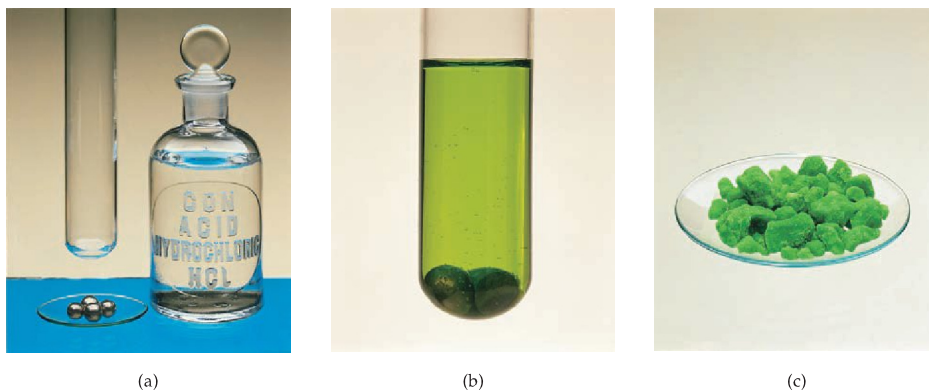 CON
ACID
HYDROCHLORIC
HCL
(a)
(b)
(c)